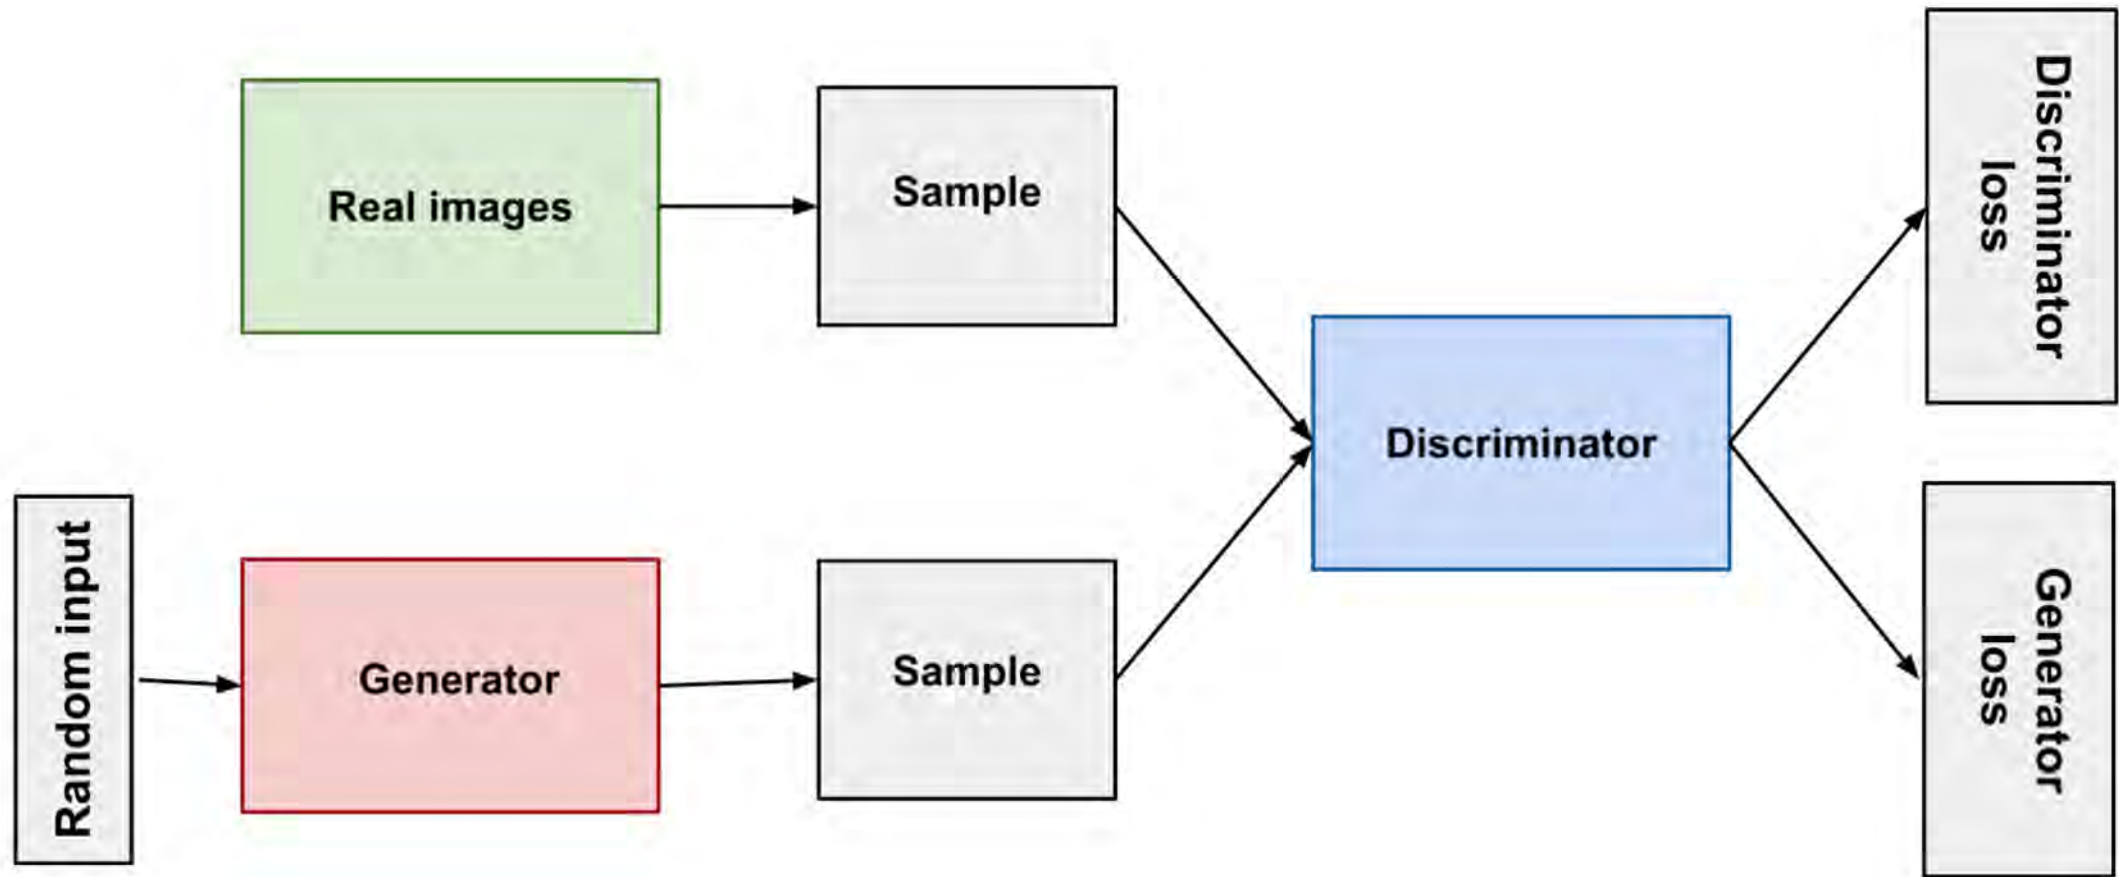 Real images
Sample
Discriminator
loss
Discriminator
Random input
Generator
Sample
Generator
loss